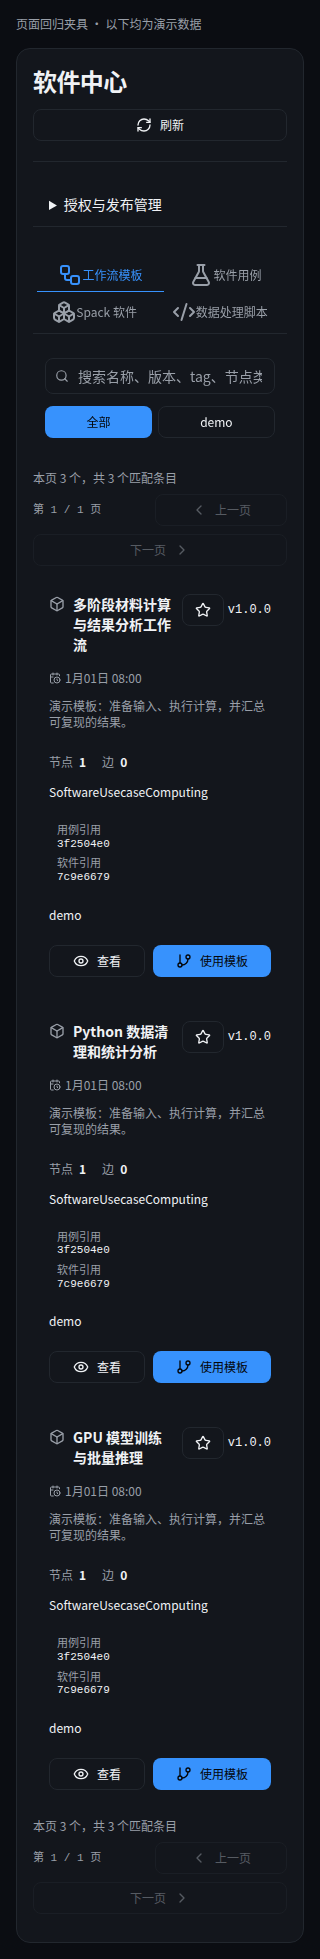 页面回归夹具 · 以下均为演示数据
软件中心
刷新
授权与发布管理
工作流模板
软件用例
Spack 软件
数据处理脚本
搜索名称、版本、tag、节点类
全部
demo
本页 3 个，共 3 个匹配条目
第 1 / 1 页
上一页
下一页
多阶段材料计算
与结果分析工作
流
v1.0.0
1月01日 08:00
演示模板：准备输入、执行计算，并汇总
可复现的结果。
节点 1 边 0
SoftwareUsecaseComputing
用例引用
3f2504e0
软件引用
7c9e6679
demo
查看
使用模板
Python 数据清
理和统计分析
v1.0.0
1月01日 08:00
演示模板：准备输入、执行计算，并汇总
可复现的结果。
节点 1 边 0
SoftwareUsecaseComputing
用例引用
3f2504e0
软件引用
7c9e6679
demo
查看
使用模板
GPU 模型训练
与批量推理
v1.0.0
1月01日 08:00
演示模板：准备输入、执行计算，并汇总
可复现的结果。
节点 1 边 0
SoftwareUsecaseComputing
用例引用
3f2504e0
软件引用
7c9e6679
demo
查看
使用模板
本页 3 个，共 3 个匹配条目
第 1 / 1 页
上一页
下一页